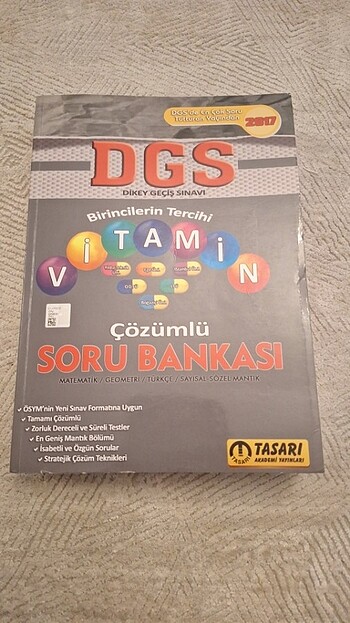 DGS'de En Çok Soru
Tutturan Yayından
2017
DGS
DİKEY GEÇİŞ SINAVI
Birincilerin Tercihi
VİTAMİN
Çözümlü
SORU BANKASI
MATEMATİK / GEOMETRİ / TÜRKÇE / SAYISAL-SÖZEL MANTIK
✓ ÖSYM'nin Yeni Sınav Formatına Uygun
✓ Tamamı Çözümlü
✓ Zorluk Dereceli ve Süreli Testler
✓ En Geniş Mantık Bölümü
✓ İsabetli ve Özgün Sorular
✓ Stratejik Çözüm Teknikleri
TASARI
TASARI
AKADEMİ YAYINLARI